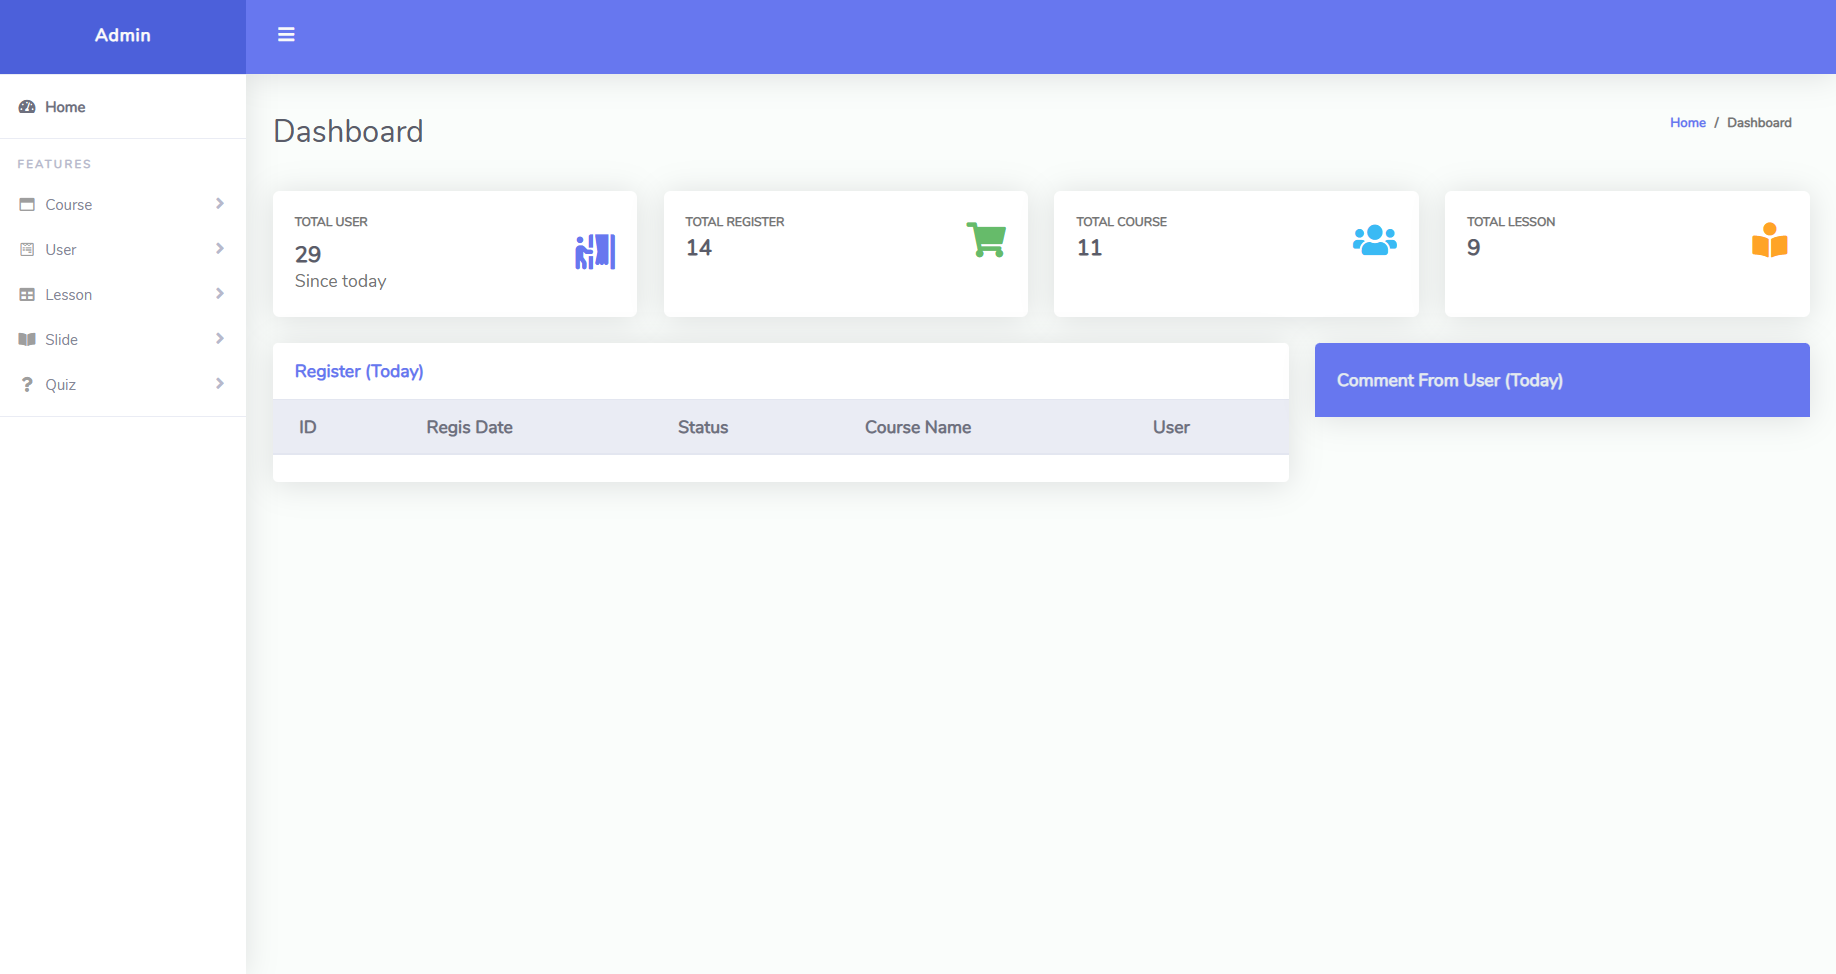 Admin
Home
FEATURES
Course
User
Lesson
Slide
Quiz
Dashboard
Home / Dashboard
TOTAL USER
29
Since today
TOTAL REGISTER
14
TOTAL COURSE
11
TOTAL LESSON
9
Register (Today)
ID Regis Date Status Course Name User
Comment From User (Today)